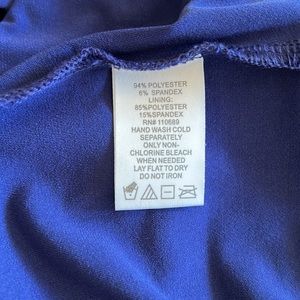 94% POLYESTER
6% SPANDEX
LINING:
85%POLYESTER
15%SPANDEX
RN# 110689
HAND WASH COLD
SEPARATELY
ONLY NON-
CHLORINE BLEACH
WHEN NEEDED
LAY FLAT TO DRY
DO NOT IRON